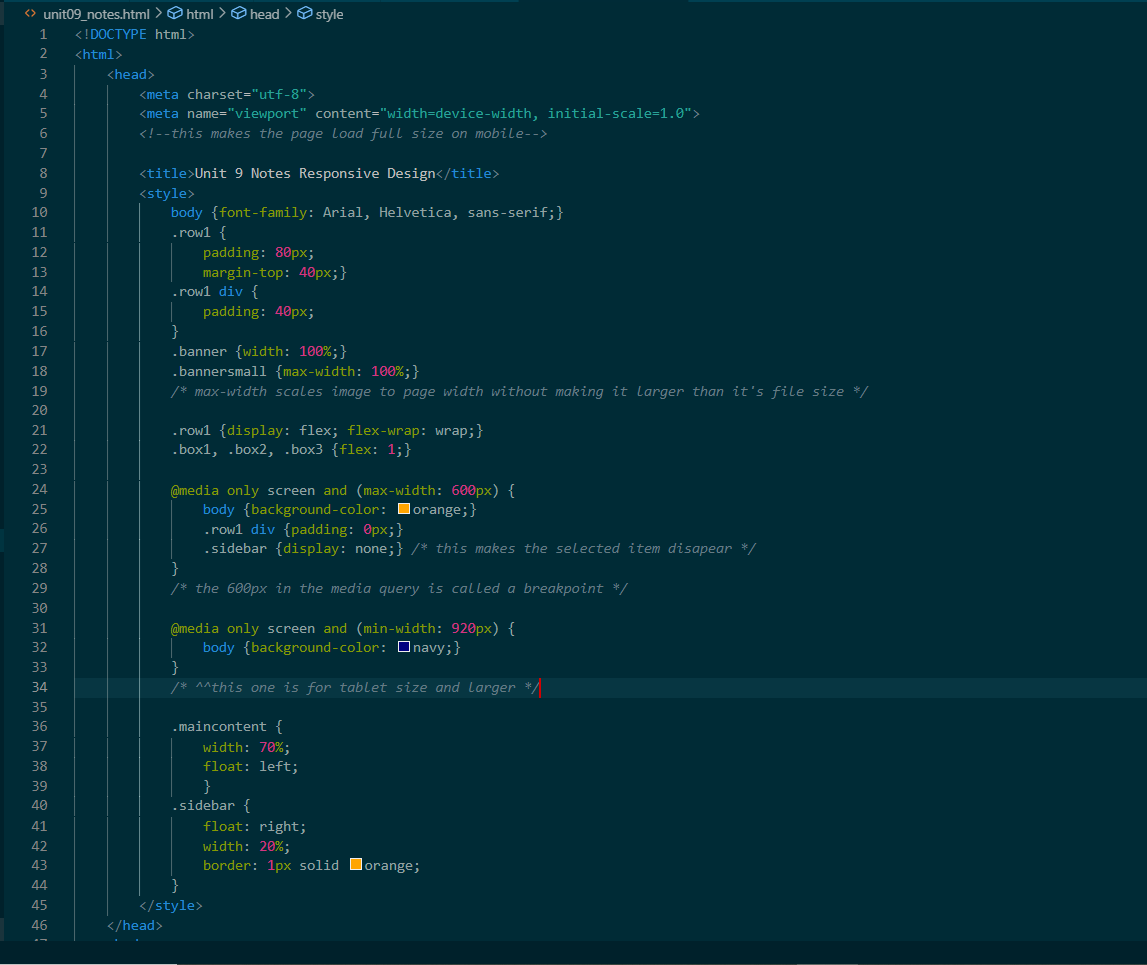 unit09_notes.html > html > head > style
1 <!DOCTYPE html>
2 <html>
3 <head>
4 <meta charset="utf-8">
5 <meta name="viewport" content="width=device-width, initial-scale=1.0">
6 <!--this makes the page load full size on mobile-->
7
8 <title>Unit 9 Notes Responsive Design</title>
9 <style>
10 body {font-family: Arial, Helvetica, sans-serif;}
11 .row1 {
12 padding: 80px;
13 margin-top: 40px;}
14 .row1 div {
15 padding: 40px;
16 }
17 .banner {width: 100%;}
18 .bannersmall {max-width: 100%;}
19 /* max-width scales image to page width without making it larger than it's file size */
20
21 .row1 {display: flex; flex-wrap: wrap;}
22 .box1, .box2, .box3 {flex: 1;}
23
24 @media only screen and (max-width: 600px) {
25 body {background-color: orange;}
26 .row1 div {padding: 0px;}
27 .sidebar {display: none;} /* this makes the selected item disapear */
28 }
29 /* the 600px in the media query is called a breakpoint */
30
31 @media only screen and (min-width: 920px) {
32 body {background-color: navy;}
33 }
34 /* ^^this one is for tablet size and larger */
35
36 .maincontent {
37 width: 70%;
38 float: left;
39 }
40 .sidebar {
41 float: right;
42 width: 20%;
43 border: 1px solid orange;
44 }
45 </style>
46 </head>